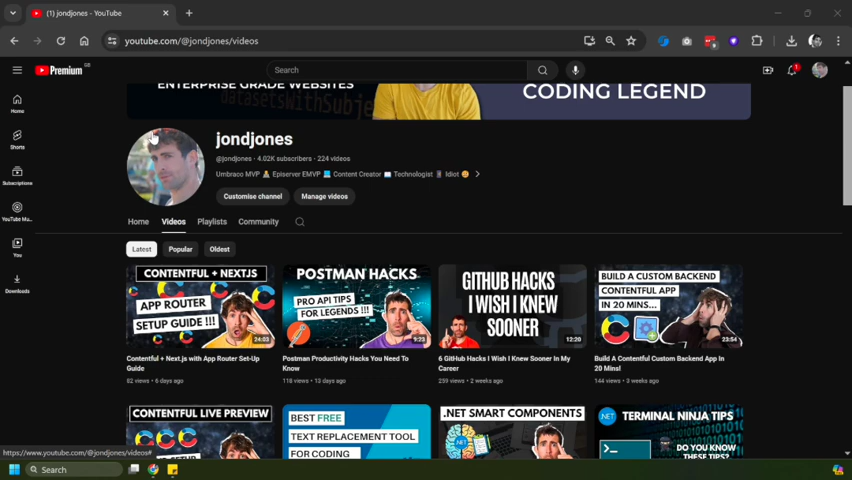 (1) jondjones - YouTube
youtube.com/@jondjones/videos
Premium GB
Search
1
ENTERPRISE GRADE WEBSITES
CODING LEGEND
jondjones
@jondjones · 4.02K subscribers · 224 videos
Umbraco MVP 🧙 Episerver EMVP 💻 Content Creator 📖 Technologist 📱 Idiot 🤪
Customise channel
Manage videos
Home
Videos
Playlists
Community
Latest
Popular
Oldest
Home
Shorts
Subscriptions
YouTube Mu...
You
Downloads
CONTENTFUL + NEXTJS
APP ROUTER
SETUP GUIDE !!!
24:03
Contentful + Next.js with App Router Set-Up
Guide
82 views • 6 days ago
POSTMAN HACKS
PRO API TIPS
FOR LEGENDS !!!
9:23
Postman Productivity Hacks You Need To
Know
118 views • 13 days ago
GITHUB HACKS
I WISH I KNEW
SOONER
12:20
6 GitHub Hacks I Wish I Knew Sooner In My
Career
239 views • 2 weeks ago
BUILD A CUSTOM BACKEND
CONTENTFUL APP
IN 20 MINS...
23:54
Build A Contentful Custom Backend App In
20 Mins!
144 views • 3 weeks ago
CONTENTFUL LIVE PREVIEW
BEST FREE
TEXT REPLACEMENT TOOL
FOR CODING
.NET SMART COMPONENTS
.NET
TERMINAL NINJA TIPS
DO YOU KNOW
THESE TIPS?
https://www.youtube.com/@jondjones/videos#
Search